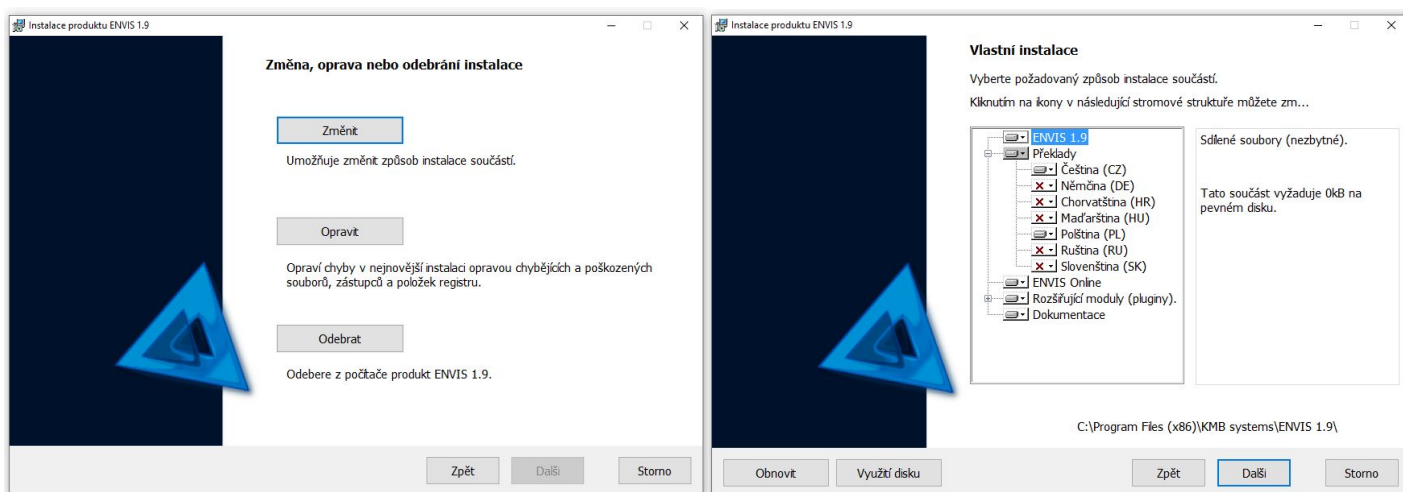 Instalace produktu ENVIS 1.9
Změna, oprava nebo odebrání instalace
Změnit
Umožňuje změnit způsob instalace součástí.
Opravit
Opraví chyby v nejnovější instalaci opravou chybějících a poškozených
souborů, zástupců a položek registru.
Odebrat
Odebere z počítače produkt ENVIS 1.9.
Zpět
Další
Storno
Instalace produktu ENVIS 1.9
Vlastní instalace
Vyberte požadovaný způsob instalace součástí.
Kliknutím na ikony v následující stromové struktuře můžete zm...
ENVIS 1.9
Překlady
Čeština (CZ)
Němčina (DE)
Chorvatština (HR)
Maďarština (HU)
Polština (PL)
Ruština (RU)
Slovenština (SK)
ENVIS Online
Rozšiřující moduly (pluginy).
Dokumentace
Sdílené soubory (nezbytné).
Tato součást vyžaduje 0kB na
pevném disku.
C:\Program Files (x86)\KMB systems\ENVIS 1.9\
Obnovit
Využití disku
Zpět
Další
Storno